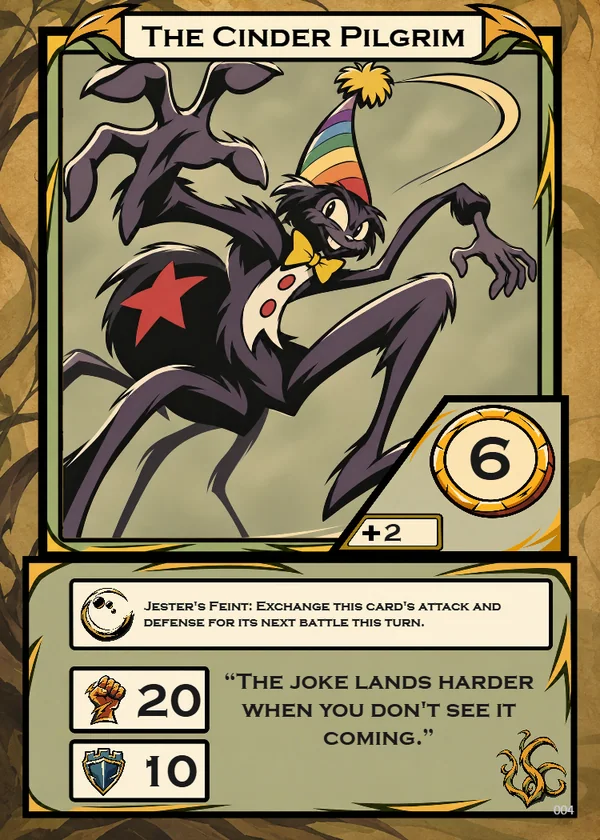 The Cinder Pilgrim
6
+2
Jester's Feint: Exchange this card's attack and
defense for its next battle this turn.
20
10
“The joke lands harder
when you don't see it
coming.”
004